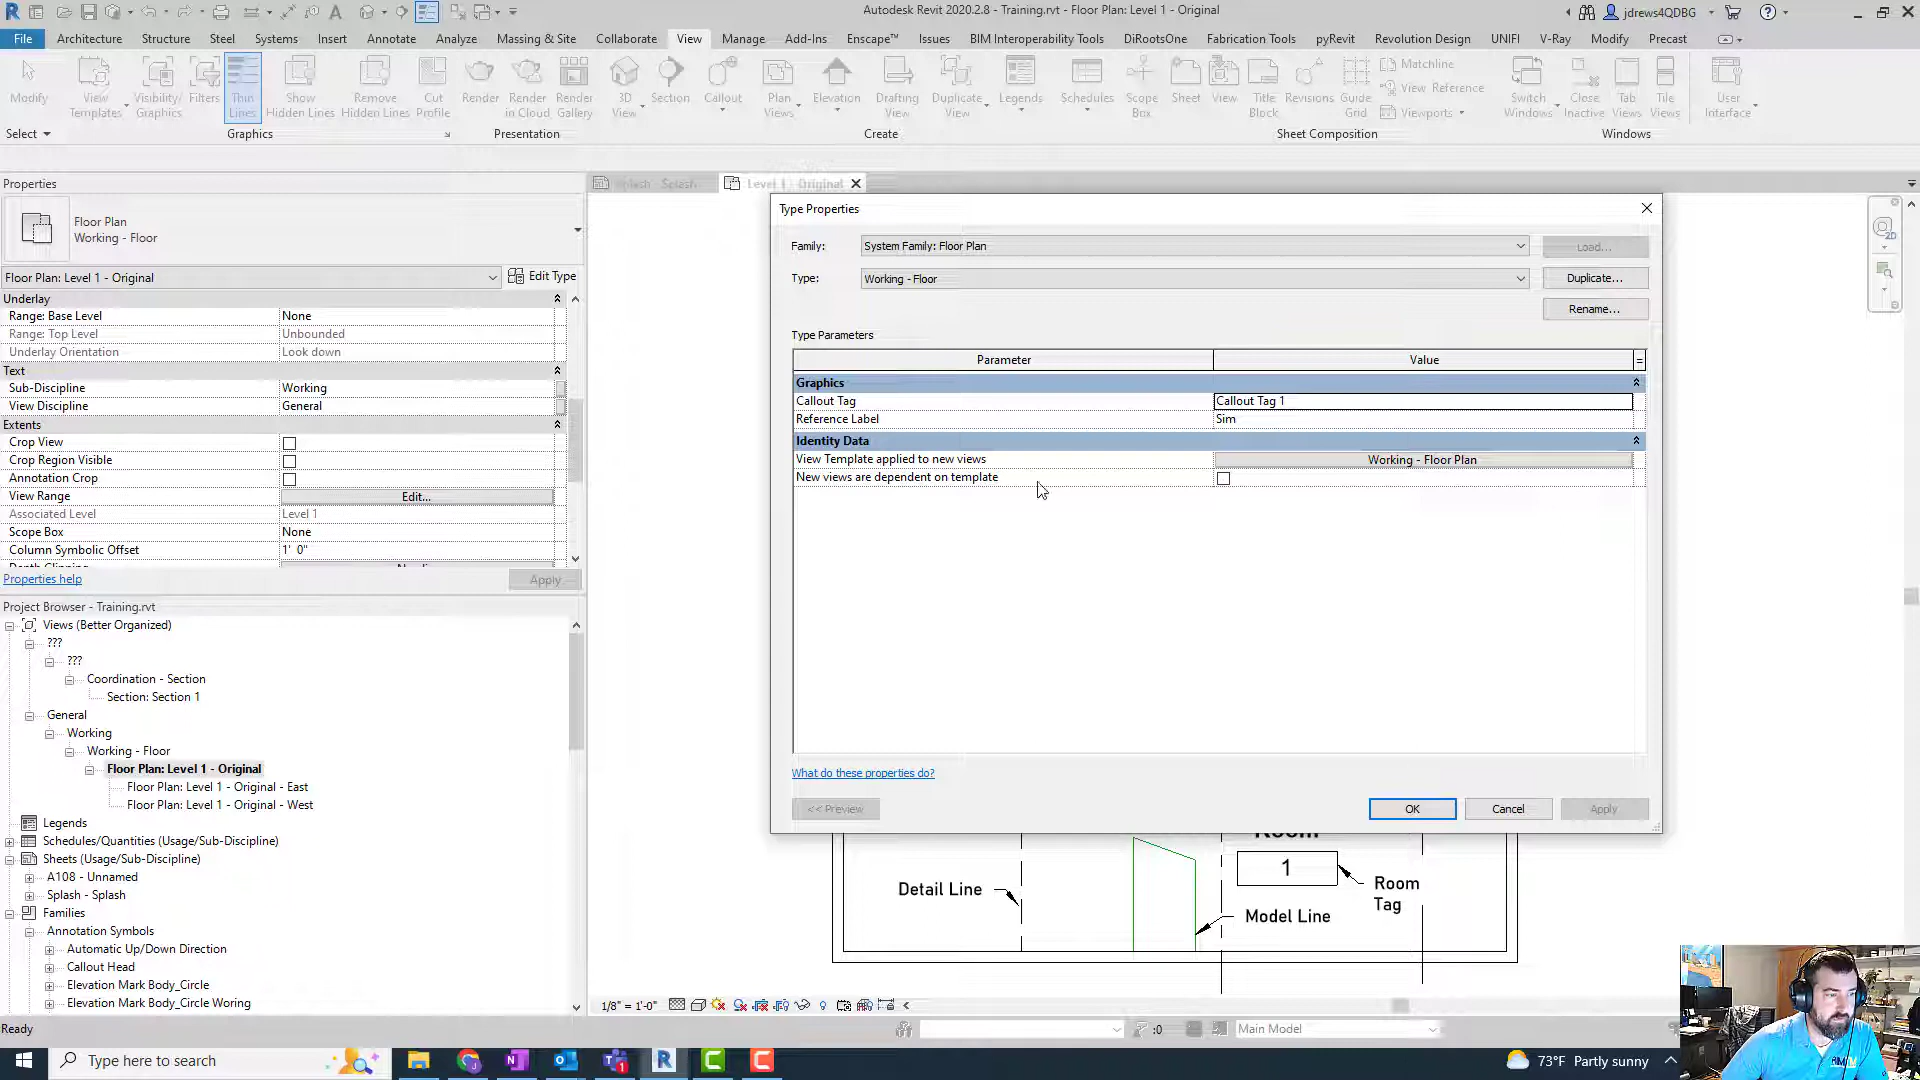 Autodesk Revit 2020.2.8 - Training.rvt - Floor Plan: Level 1 - Original
jdrews4QDBG
File Architecture Structure Steel Systems Insert Annotate Analyze Massing & Site Collaborate View Manage Add-Ins Enscape™ Issues BIM Interoperability Tools DiRootsOne Fabrication Tools pyRevit Revolution Design UNIFI V-Ray Modify Precast
Modify View Templates Visibility/ Graphics Filters Thin Lines Show Hidden Lines Remove Hidden Lines Cut Profile Render Render in Cloud Render Gallery 3D View Section Callout Plan Views Elevation Drafting View Duplicate View Legends Schedules Scope Box Sheet View Title Block Revisions Guide Grid Matchline View Reference Viewports Switch Windows Close Inactive Tab Views Tile Views User Interface
Select Graphics Presentation Create Sheet Composition Windows
Properties
Splash - Splash
Level 1 - Original
Floor Plan
Working - Floor
Floor Plan: Level 1 - Original
Edit Type
Underlay
Range: Base Level None
Range: Top Level Unbounded
Underlay Orientation Look down
Text
Sub-Discipline Working
View Discipline General
Extents
Crop View
Crop Region Visible
Annotation Crop
View Range Edit...
Associated Level Level 1
Scope Box None
Column Symbolic Offset 1' 0"
Properties help Apply
Project Browser - Training.rvt
Views (Better Organized)
???
???
Coordination - Section
Section: Section 1
General
Working
Working - Floor
Floor Plan: Level 1 - Original
Floor Plan: Level 1 - Original - East
Floor Plan: Level 1 - Original - West
Legends
Schedules/Quantities (Usage/Sub-Discipline)
Sheets (Usage/Sub-Discipline)
A108 - Unnamed
Splash - Splash
Families
Annotation Symbols
Automatic Up/Down Direction
Callout Head
Elevation Mark Body_Circle
Elevation Mark Body_Circle Woring
Type Properties
Family: System Family: Floor Plan Load...
Type: Working - Floor Duplicate...
Rename...
Type Parameters
Parameter Value =
Graphics
Callout Tag Callout Tag 1
Reference Label Sim
Identity Data
View Template applied to new views Working - Floor Plan
New views are dependent on template
What do these properties do?
<< Preview OK Cancel Apply
Room
1
Detail Line
Room
Tag
Model Line
2D
1/8" = 1'-0"
Ready
:0
Main Model
Type here to search
1
73°F Partly sunny